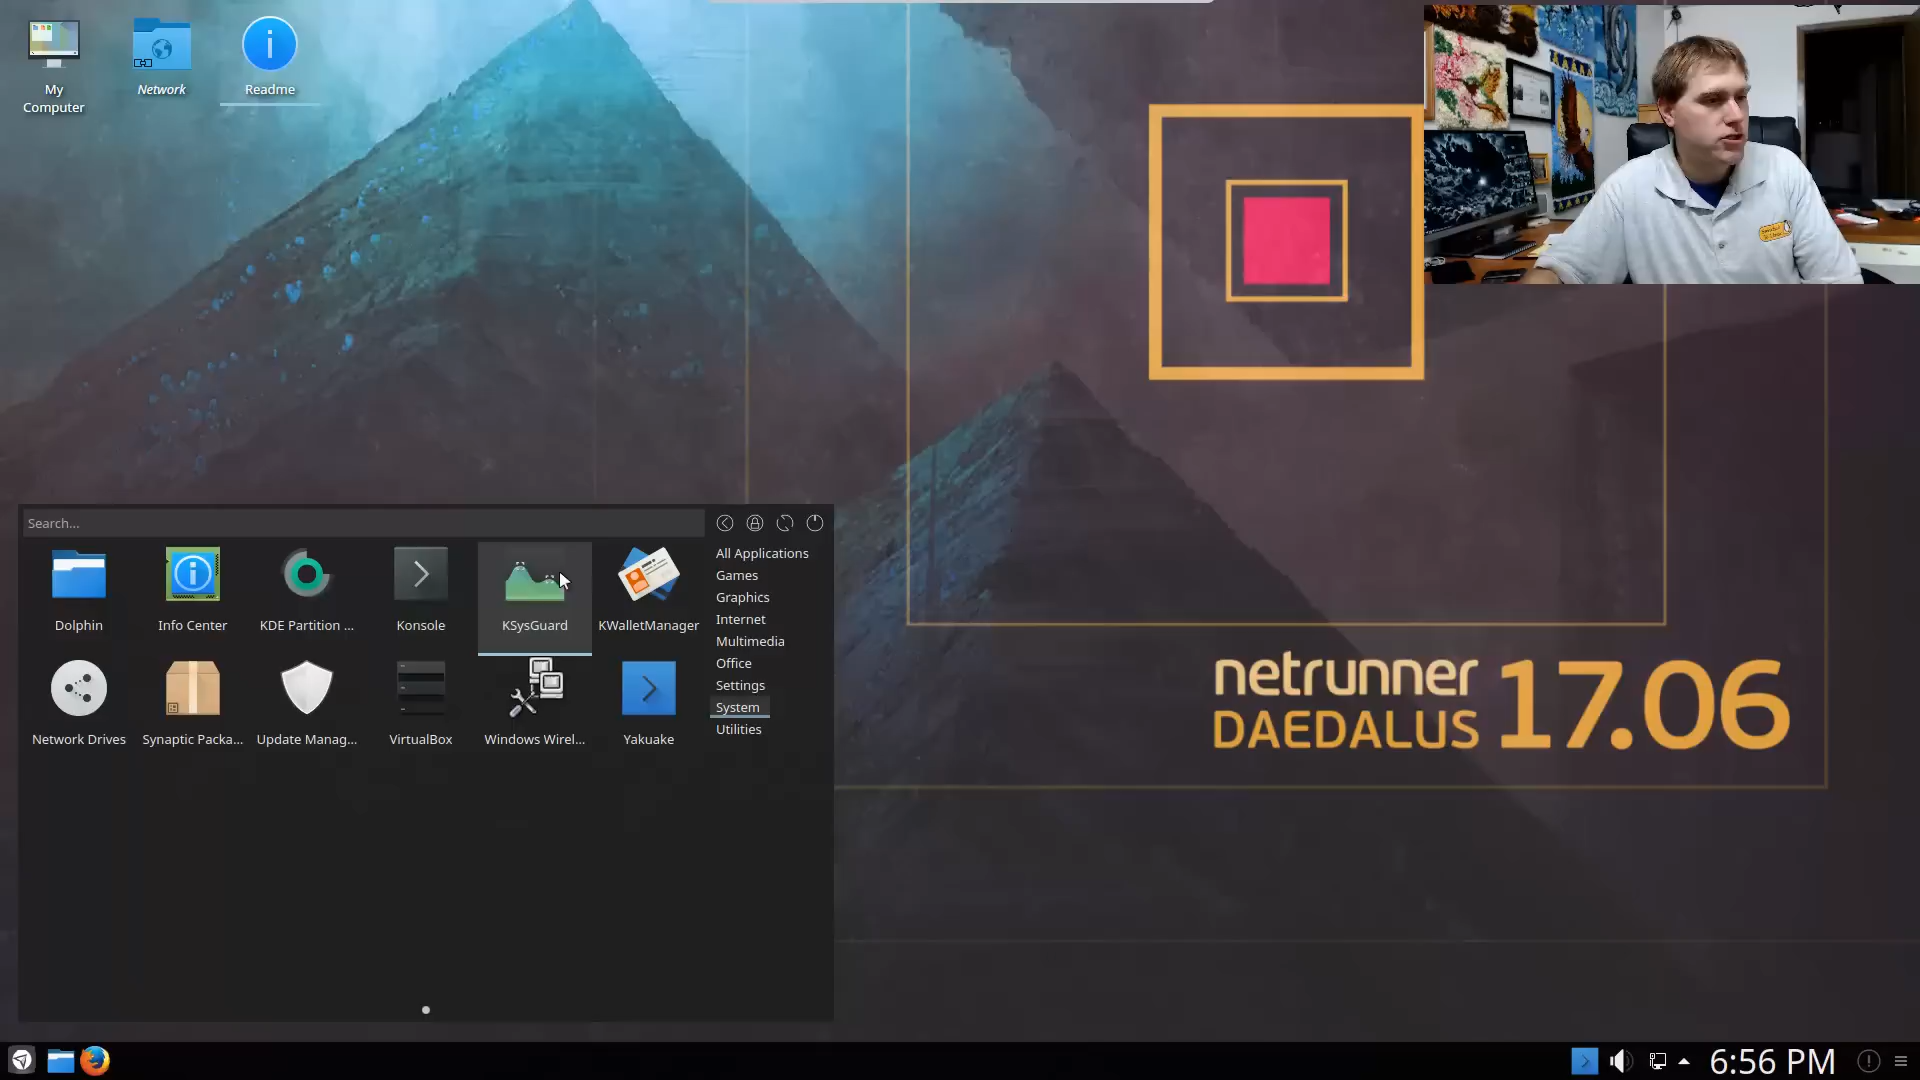 My
Computer
Network
Readme
Search...
Dolphin
Info Center
KDE Partition ...
Konsole
KSysGuard
KWalletManager
Network Drives
Synaptic Packa...
Update Manag...
VirtualBox
Windows Wirel...
Yakuake
All Applications
Games
Graphics
Internet
Multimedia
Office
Settings
System
Utilities
netrunner
DAEDALUS 17.06
6:56 PM